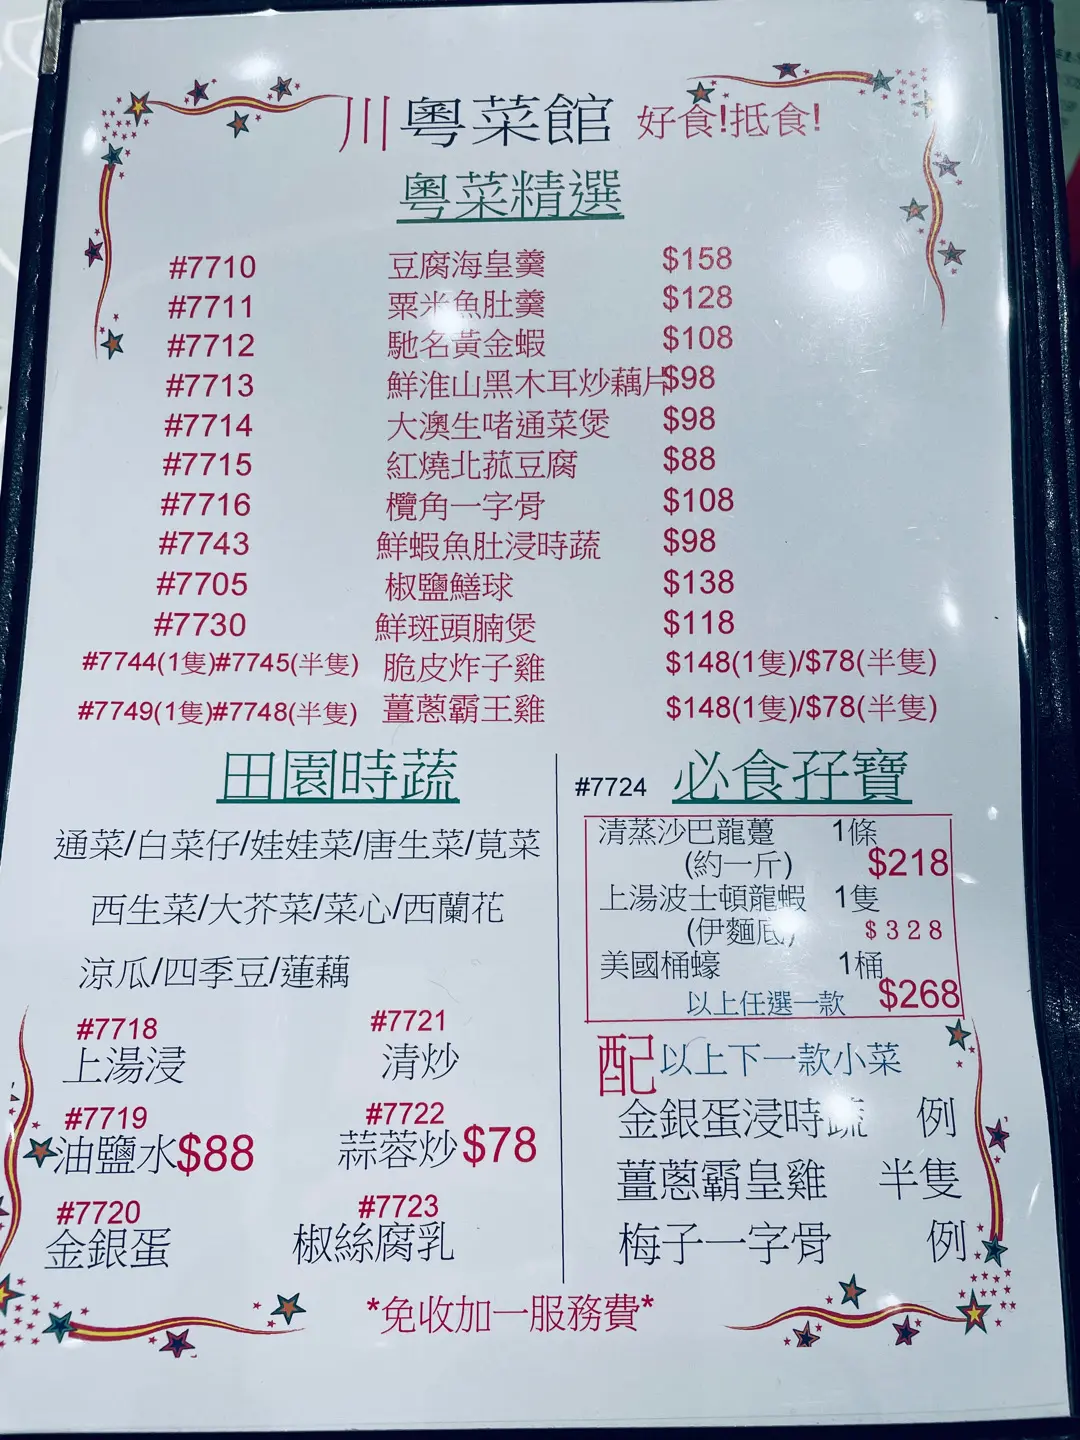 川粵菜館 好食!抵食!
粵菜精選
#7710 豆腐海皇羹 $158
#7711 粟米魚肚羹 $128
#7712 馳名黃金蝦 $108
#7713 鮮淮山黑木耳炒藕片 $98
#7714 大澳生啫通菜煲 $98
#7715 紅燒北菰豆腐 $88
#7716 欖角一字骨 $108
#7743 鮮蝦魚肚浸時蔬 $98
#7705 椒鹽鱔球 $138
#7730 鮮斑頭腩煲 $118
#7744(1隻)#7745(半隻) 脆皮炸子雞 $148(1隻)/$78(半隻)
#7749(1隻)#7748(半隻) 薑蔥霸王雞 $148(1隻)/$78(半隻)
田園時蔬
通菜/白菜仔/娃娃菜/唐生菜/莧菜
西生菜/大芥菜/菜心/西蘭花
涼瓜/四季豆/蓮藕
#7718 #7721
上湯浸 清炒
#7719 #7722
油鹽水$88 蒜蓉炒$78
#7720 #7723
金銀蛋 椒絲腐乳
#7724 必食孖寶
清蒸沙巴龍躉 1條
(約一斤) $218
上湯波士頓龍蝦 1隻
(伊麵底) $328
美國桶蠔 1桶
以上任選一款 $268
配以上下一款小菜
金銀蛋浸時蔬 例
薑蔥霸皇雞 半隻
梅子一字骨 例
*免收加一服務費*